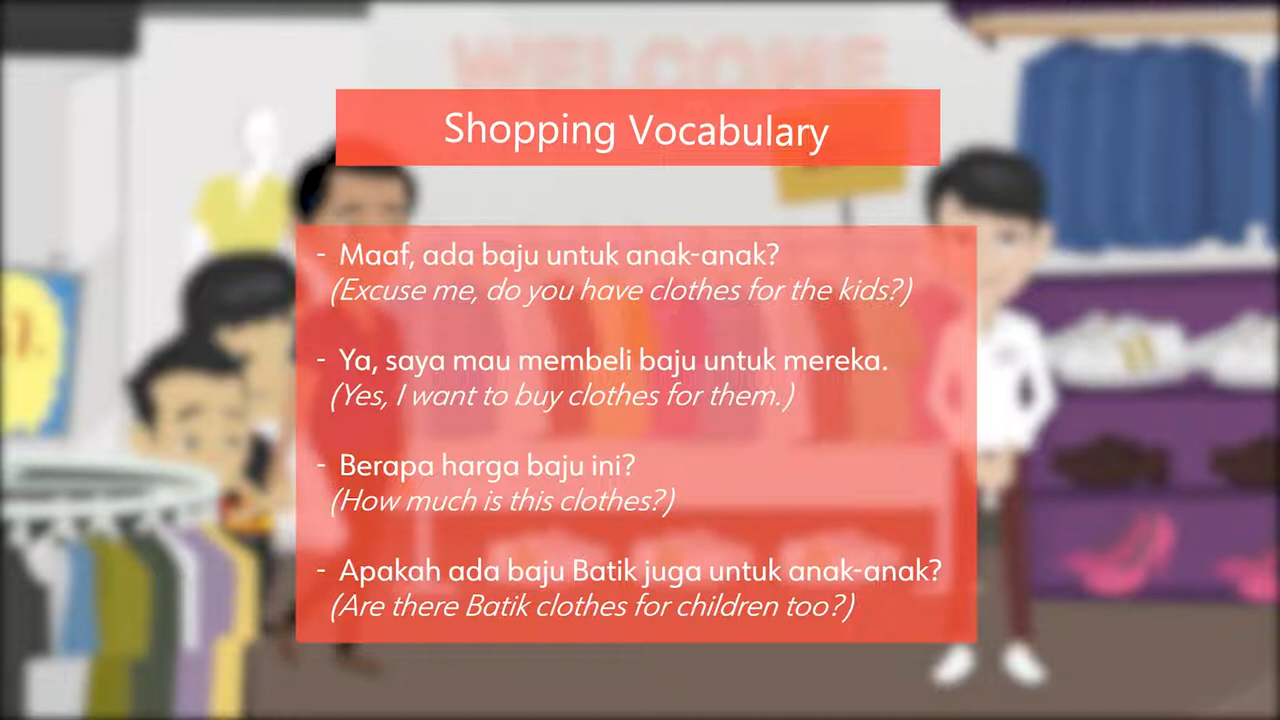 WELCOME
Shopping Vocabulary
- Maaf, ada baju untuk anak-anak?
(Excuse me, do you have clothes for the kids?)
- Ya, saya mau membeli baju untuk mereka.
(Yes, I want to buy clothes for them.)
- Berapa harga baju ini?
(How much is this clothes?)
- Apakah ada baju Batik juga untuk anak-anak?
(Are there Batik clothes for children too?)